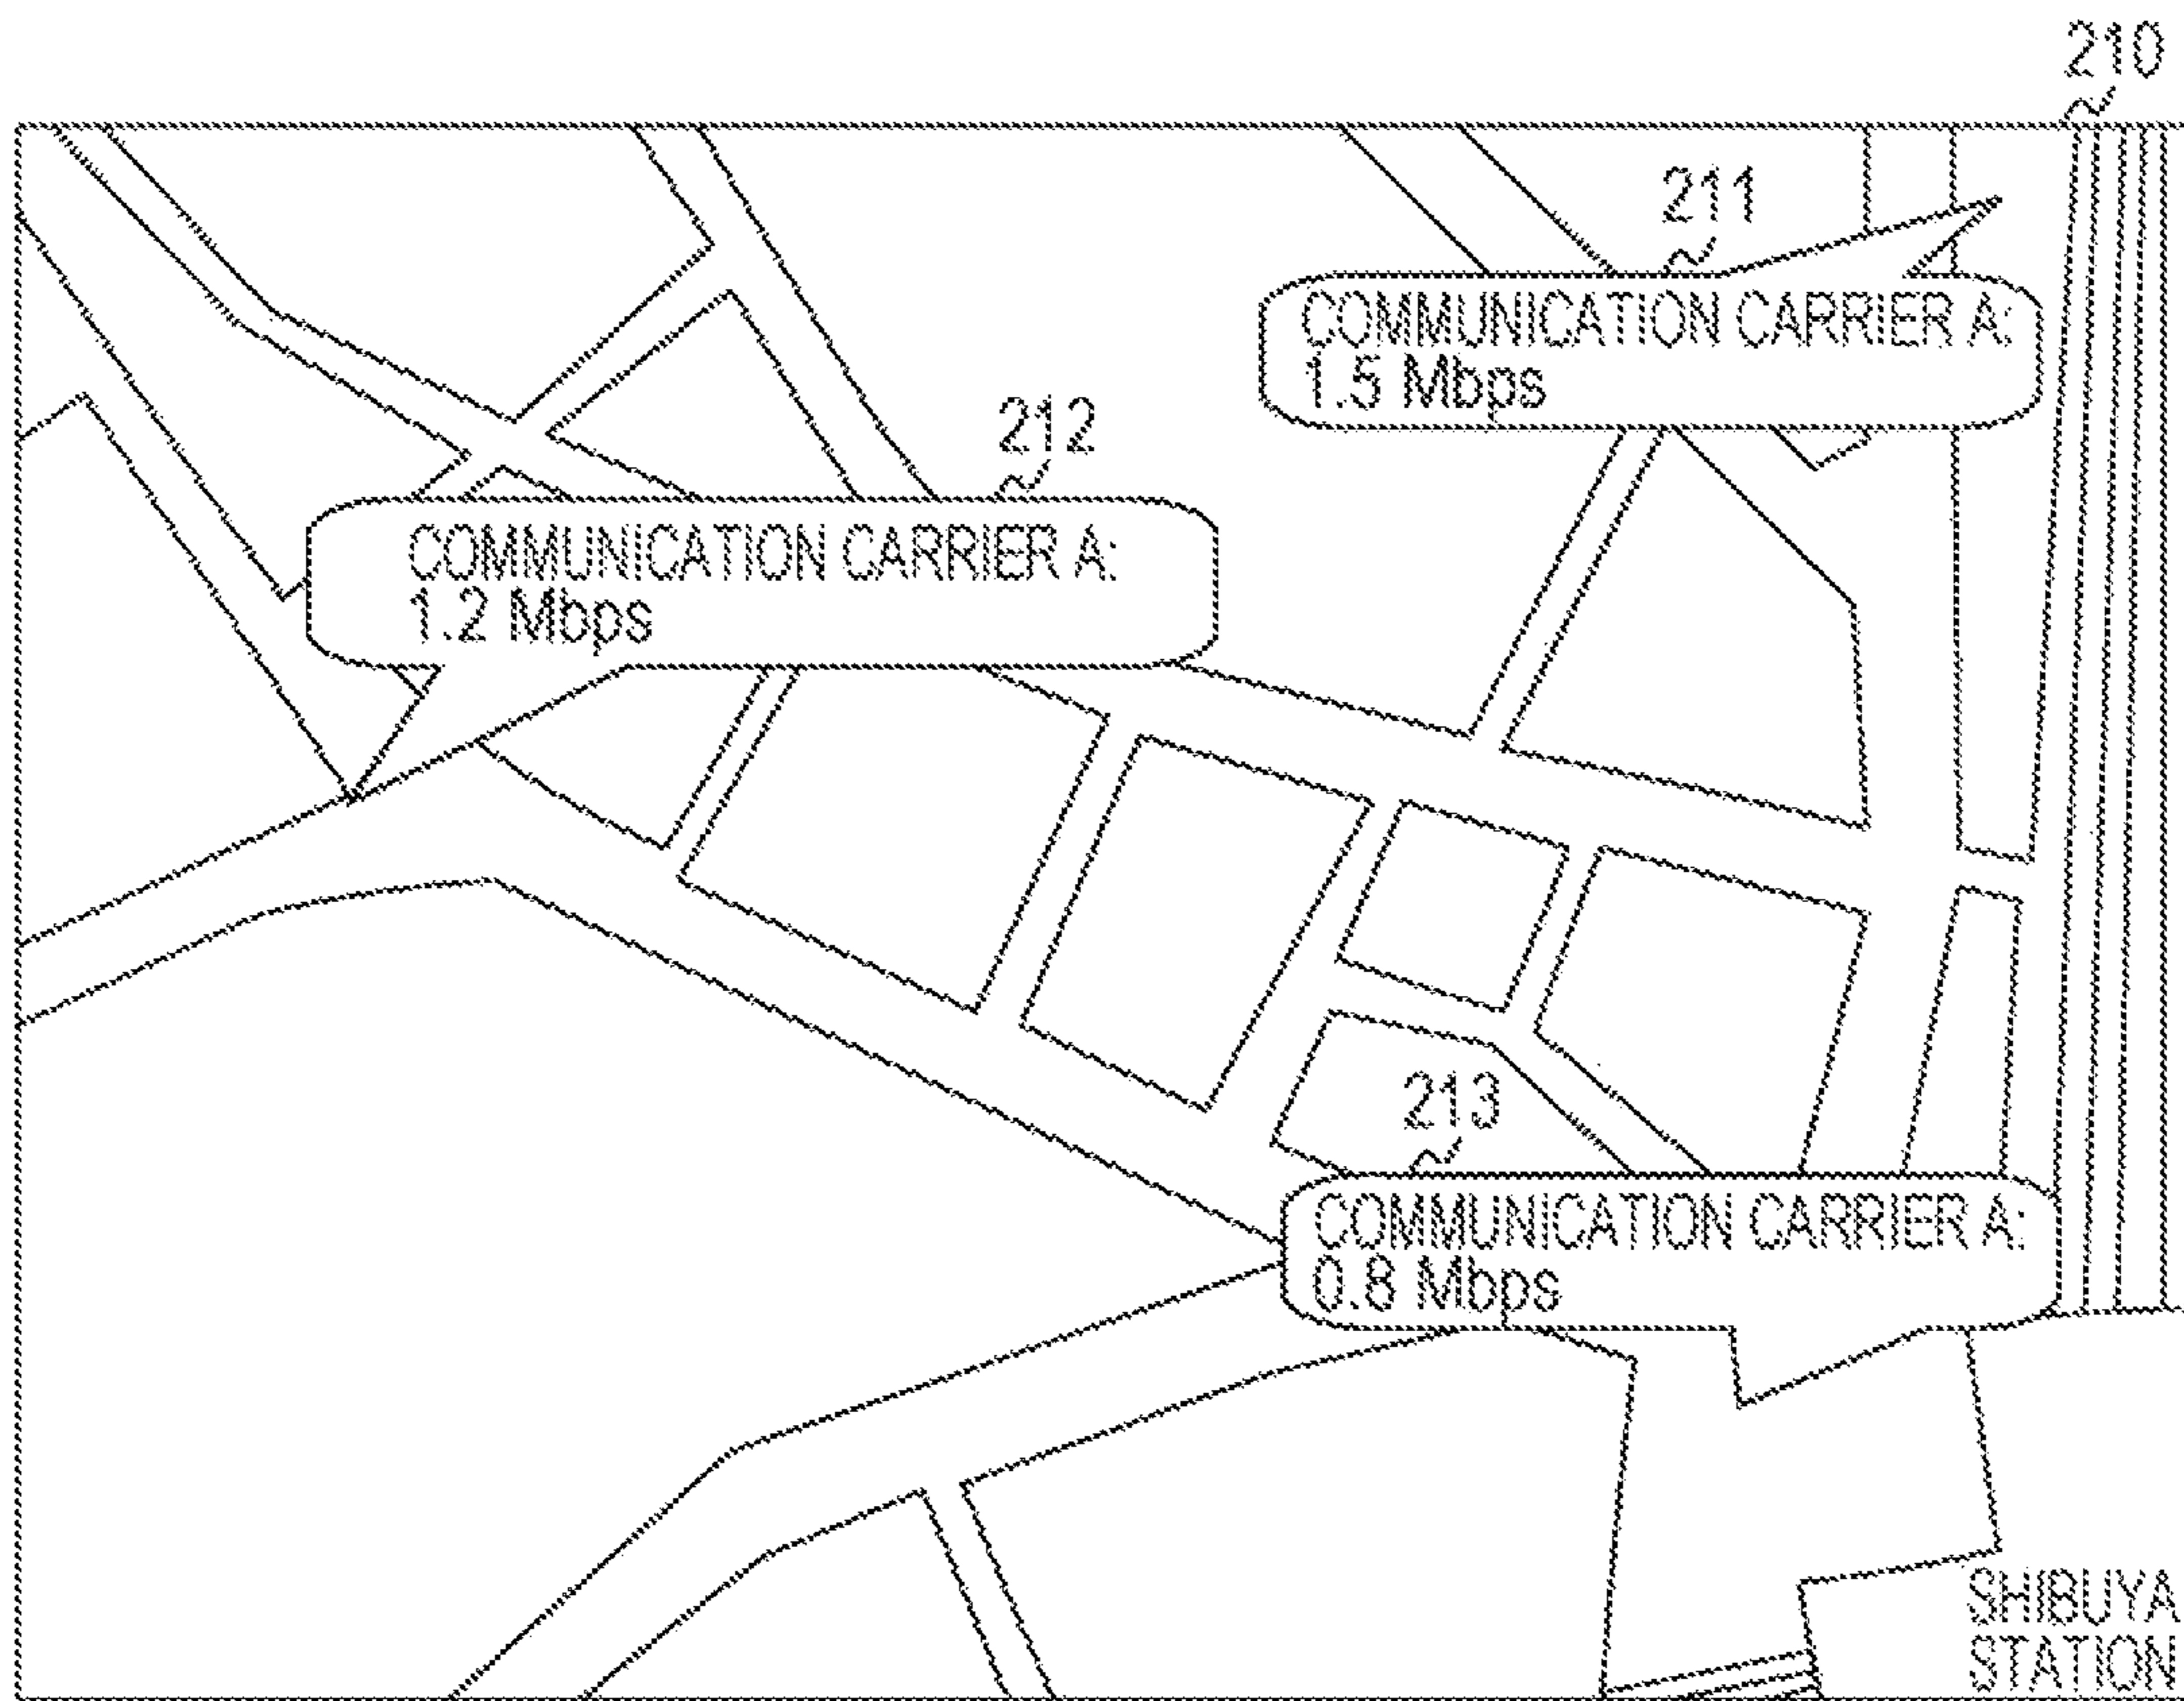 210
211
COMMUNICATION CARRIER A:
1.5 Mbps
212
COMMUNICATION CARRIER A:
1.2 Mbps
213
COMMUNICATION CARRIER A:
0.8 Mbps
SHIBUYA
STATION